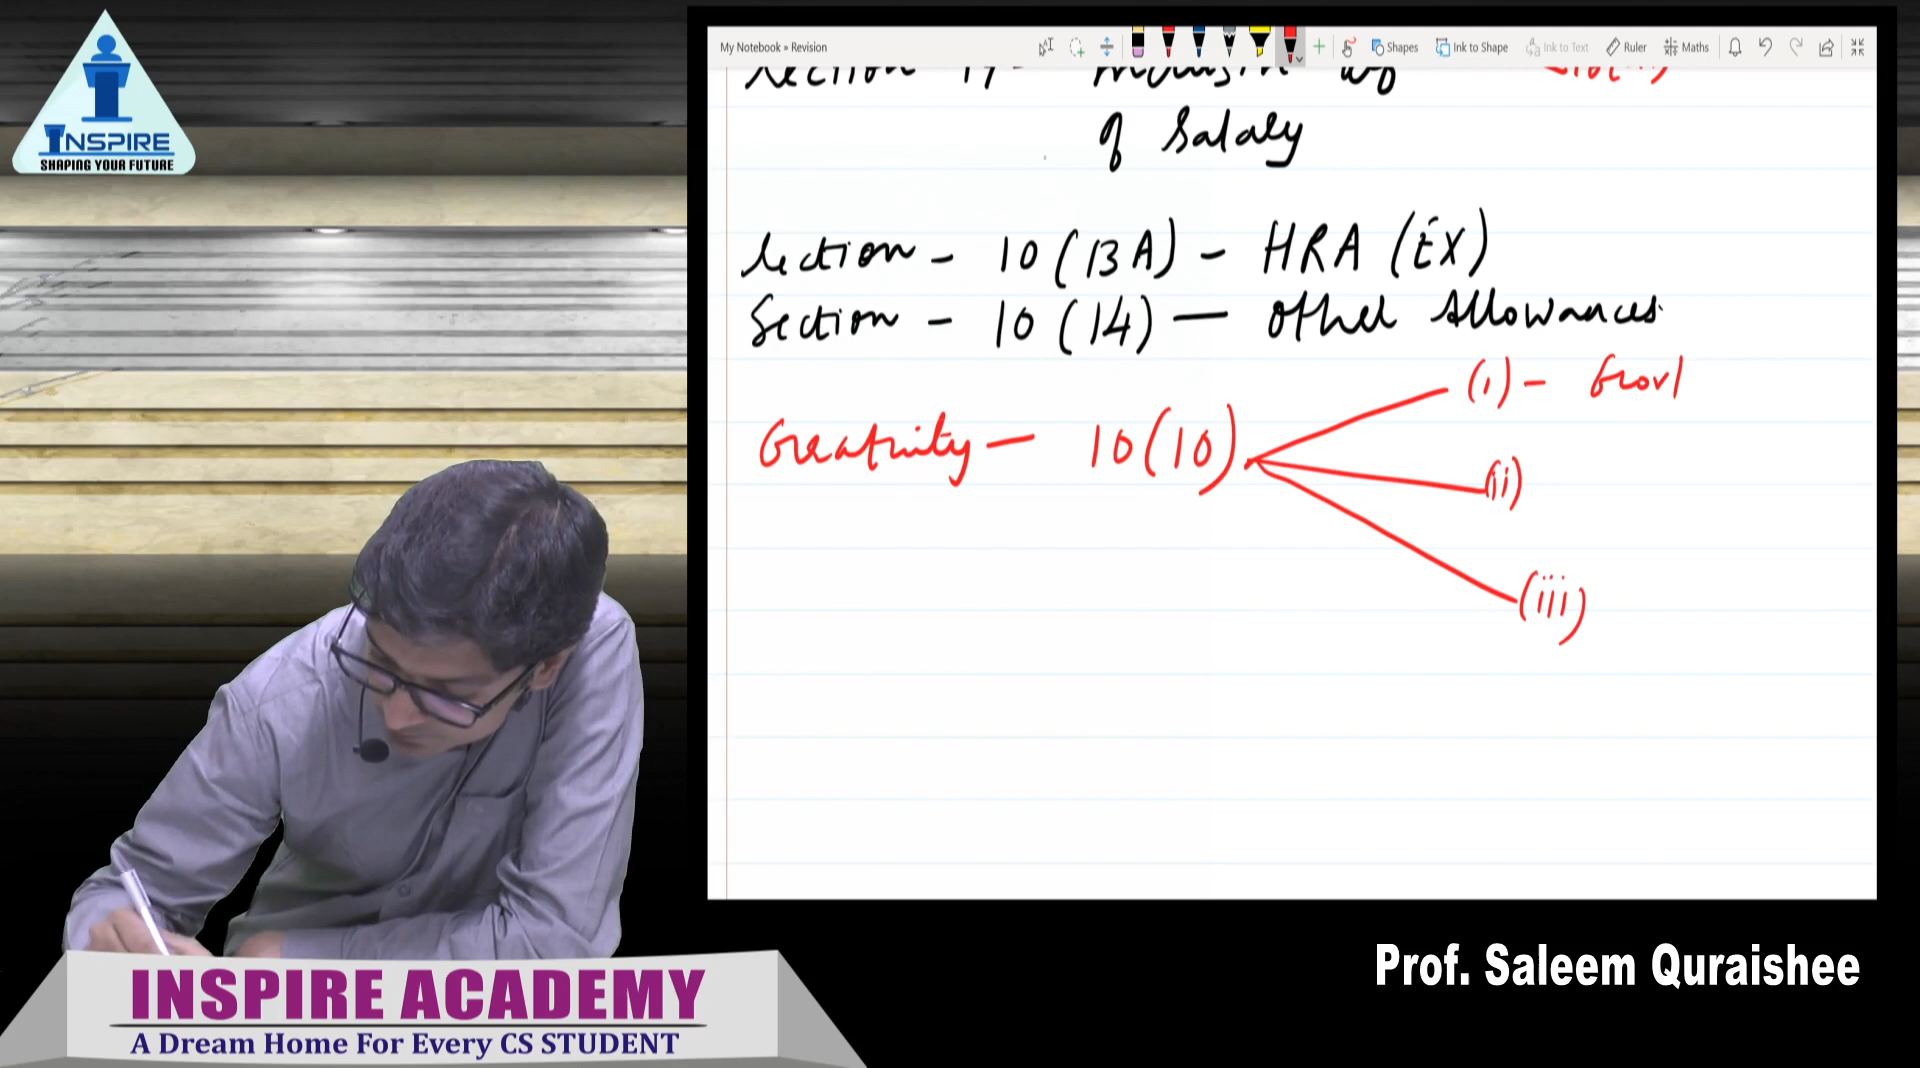 INSPIRE
SHAPING YOUR FUTURE
My Notebook » Revision
Shapes
Ink to Shape
Ink to Text
Ruler
Maths
Section 17 -
of Salary
Section - 10 (13A) - HRA (EX)
Section - 10 (14) — Other Allowances
Gratuity — 10 (10)
(i) - Govt
(ii)
(iii)
INSPIRE ACADEMY
A Dream Home For Every CS STUDENT
Prof. Saleem Quraishee